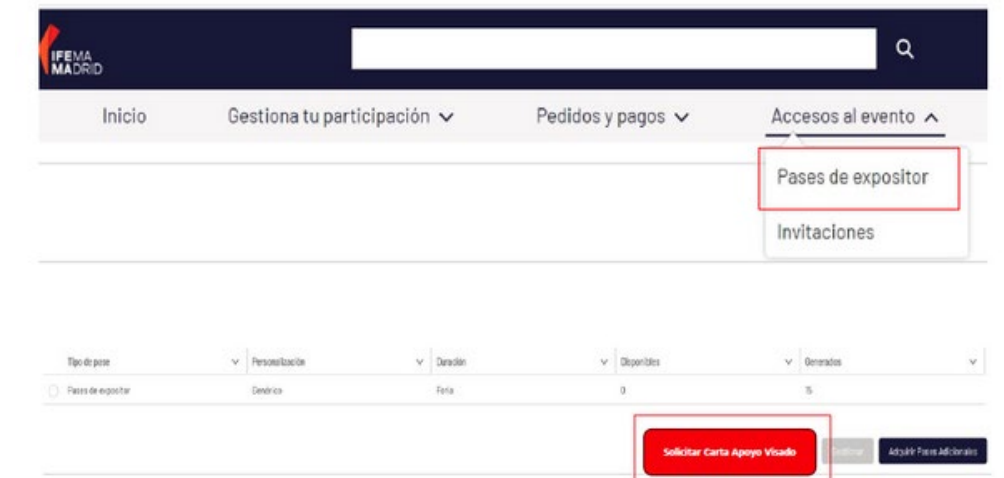 IFEMA
MADRID
Inicio Gestiona tu participación Pedidos y pagos Accesos al evento
Pases de expositor
Invitaciones
Tipo de pase Personalización Duración Disponibles Generados
Pases de expositor Genérico Feria 0 15
Solicitar Carta Apoyo Visado Adquirir Pases Adicionales